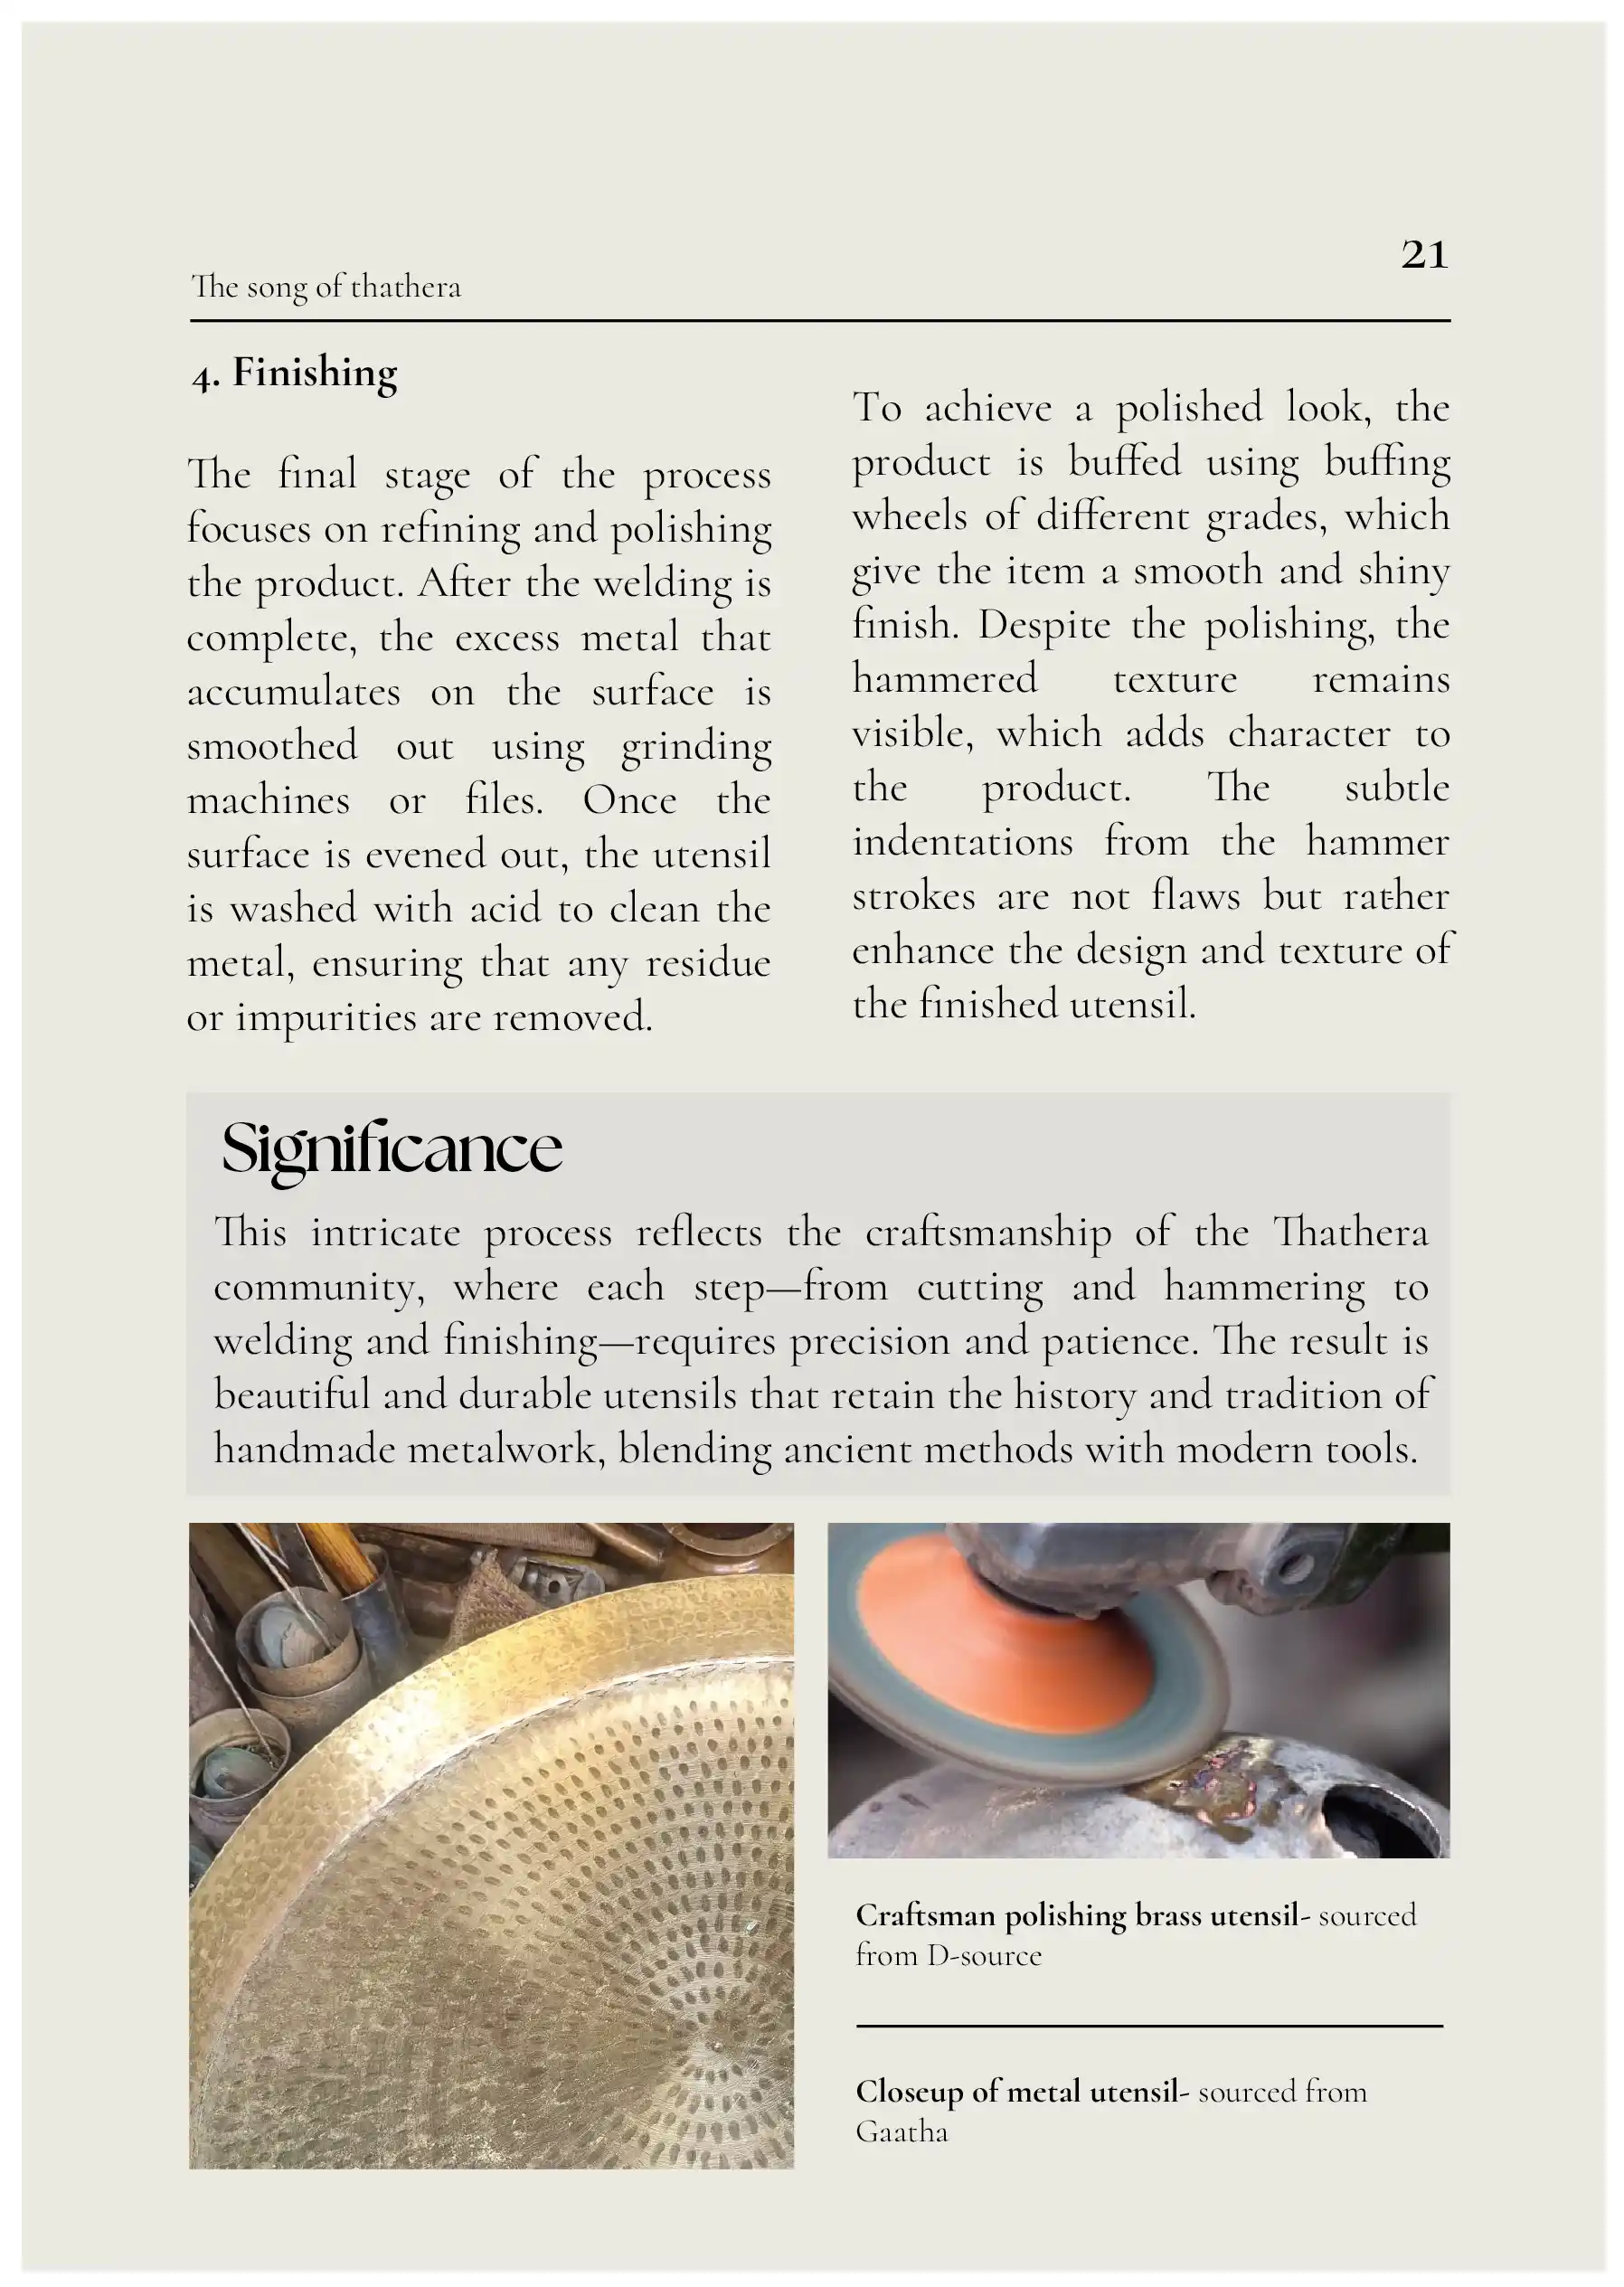 21
The song of thathera
4. Finishing
The final stage of the process
focuses on refining and polishing
the product. After the welding is
complete, the excess metal that
accumulates on the surface is
smoothed out using grinding
machines or files. Once the
surface is evened out, the utensil
is washed with acid to clean the
metal, ensuring that any residue
or impurities are removed.
To achieve a polished look, the
product is buffed using buffing
wheels of different grades, which
give the item a smooth and shiny
finish. Despite the polishing, the
hammered texture remains
visible, which adds character to
the product. The subtle
indentations from the hammer
strokes are not flaws but rather
enhance the design and texture of
the finished utensil.
Significance
This intricate process reflects the craftsmanship of the Thathera
community, where each step—from cutting and hammering to
welding and finishing—requires precision and patience. The result is
beautiful and durable utensils that retain the history and tradition of
handmade metalwork, blending ancient methods with modern tools.
Craftsman polishing brass utensil- sourced
from D-source
Closeup of metal utensil- sourced from
Gaatha